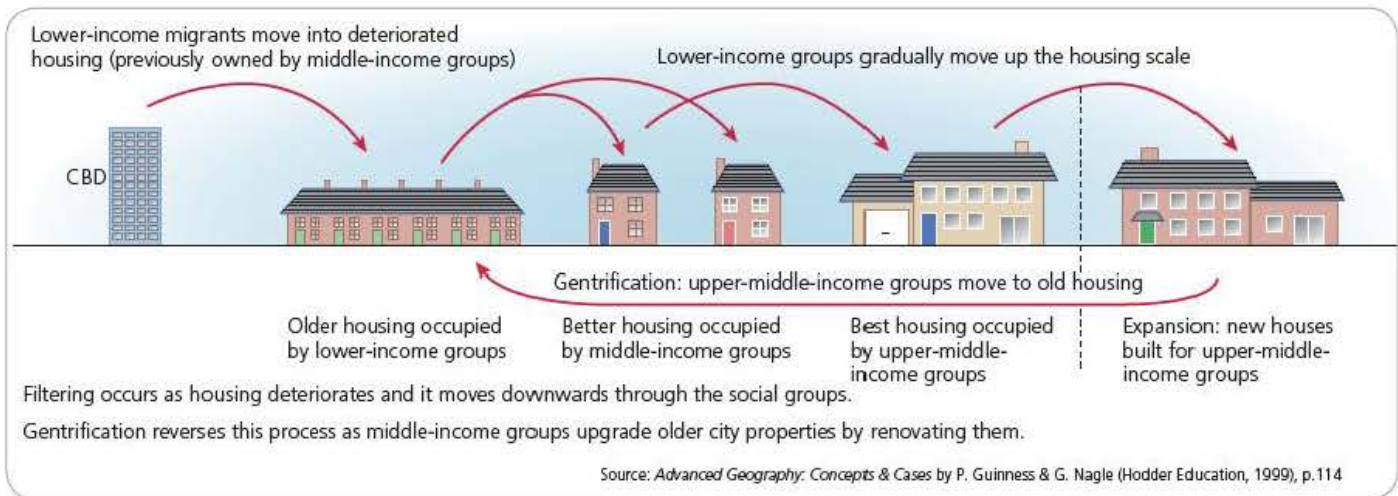 Lower-income migrants move into deteriorated
housing (previously owned by middle-income groups)
Lower-income groups gradually move up the housing scale
CBD
Gentrification: upper-middle-income groups move to old housing
Older housing occupied
by lower-income groups
Better housing occupied
by middle-income groups
Best housing occupied
by upper-middle-
income groups
Expansion: new houses
built for upper-middle-
income groups
Filtering occurs as housing deteriorates and it moves downwards through the social groups.
Gentrification reverses this process as middle-income groups upgrade older city properties by renovating them.
Source: Advanced Geography: Concepts & Cases by P. Guinness & G. Nagle (Hodder Education, 1999), p.114